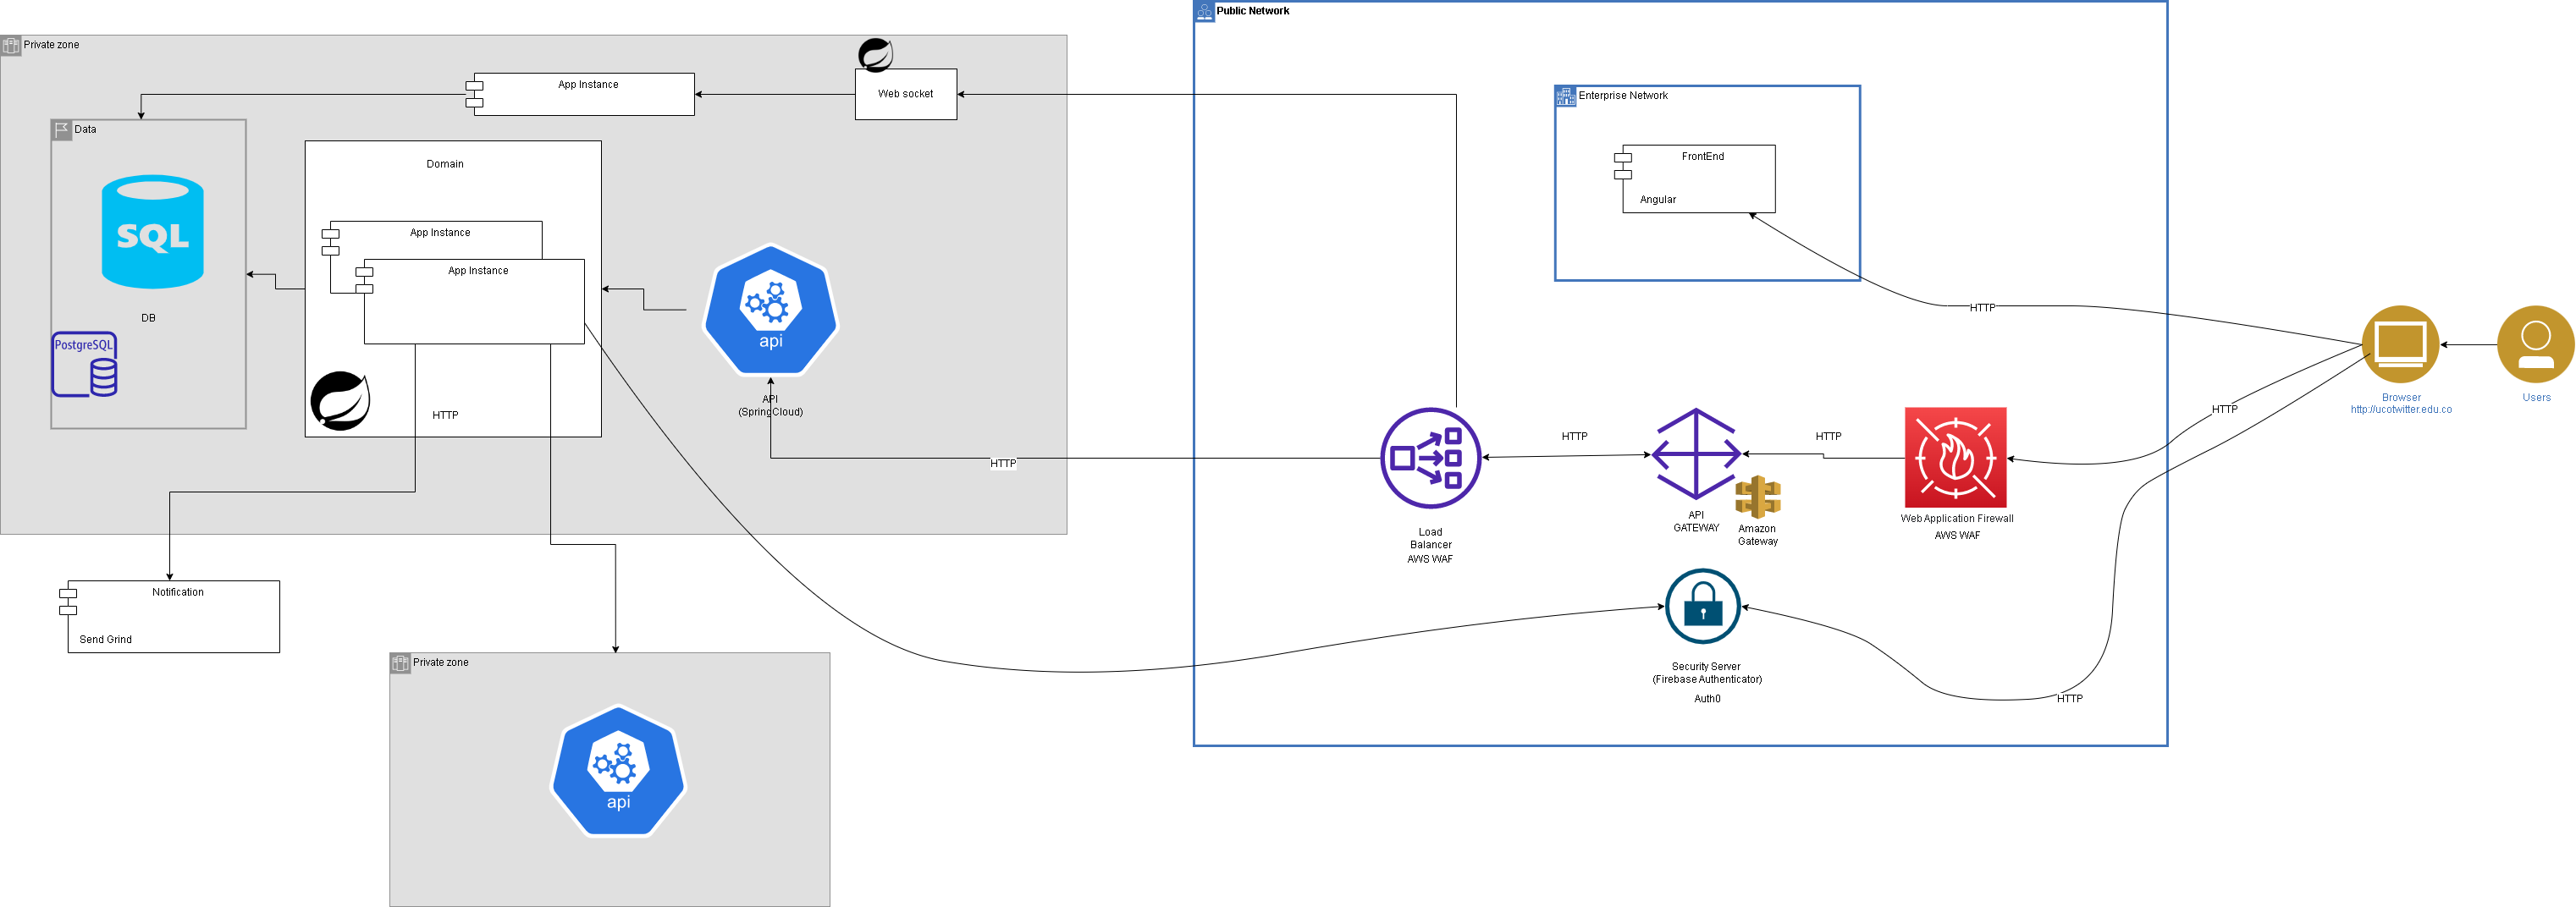 Public Network
Private zone
App Instance
Web socket
Enterprise Network
Data
FrontEnd
Domain
Angular
SQL
App Instance
App Instance
HTTP
DB
api
PostgreSQL
API
(SpringCloud)
HTTP
Browser
http://ucotwitter.edu.co
Users
HTTP
HTTP
HTTP
HTTP
API
GATEWAY
Amazon
Gateway
Web Application Firewall
AWS WAF
Load
Balancer
AWS WAF
Notification
Send Grind
Private zone
Security Server
(Firebase Authenticator)
Auth0
HTTP
api